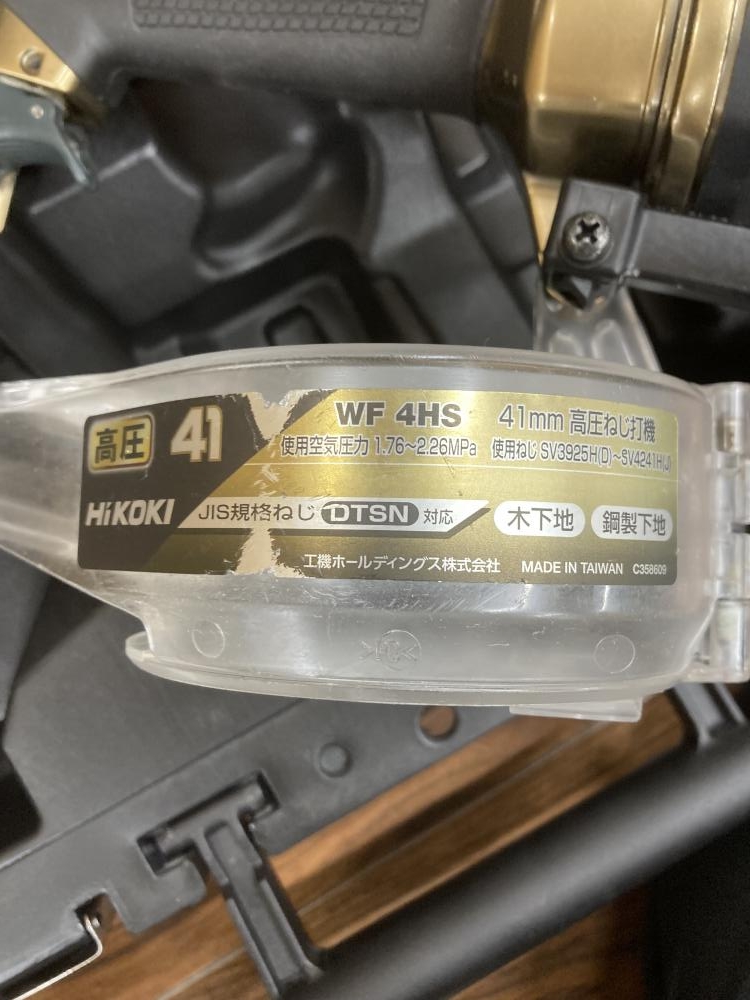 高圧 41
WF 4HS 41mm 高圧ねじ打機
使用空気圧力 1.76～2.26MPa 使用ねじ SV3925H(D)～SV4241H(J)
HiKOKI JIS規格ねじ DTSN 対応 木下地 鋼製下地
工機ホールディングス株式会社 MADE IN TAIWAN C358609